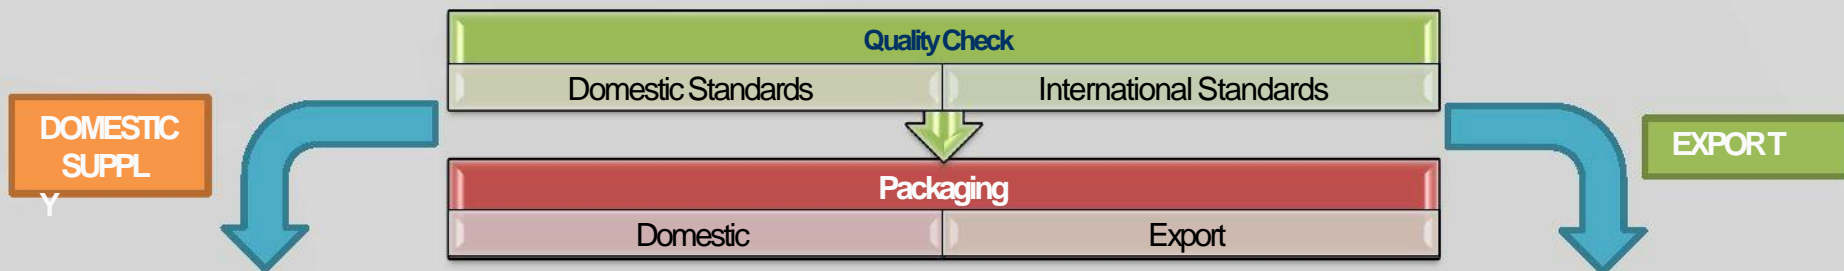 Quality Check
Domestic Standards International Standards
DOMESTIC
SUPPL
Y
EXPORT
Packaging
Domestic Export